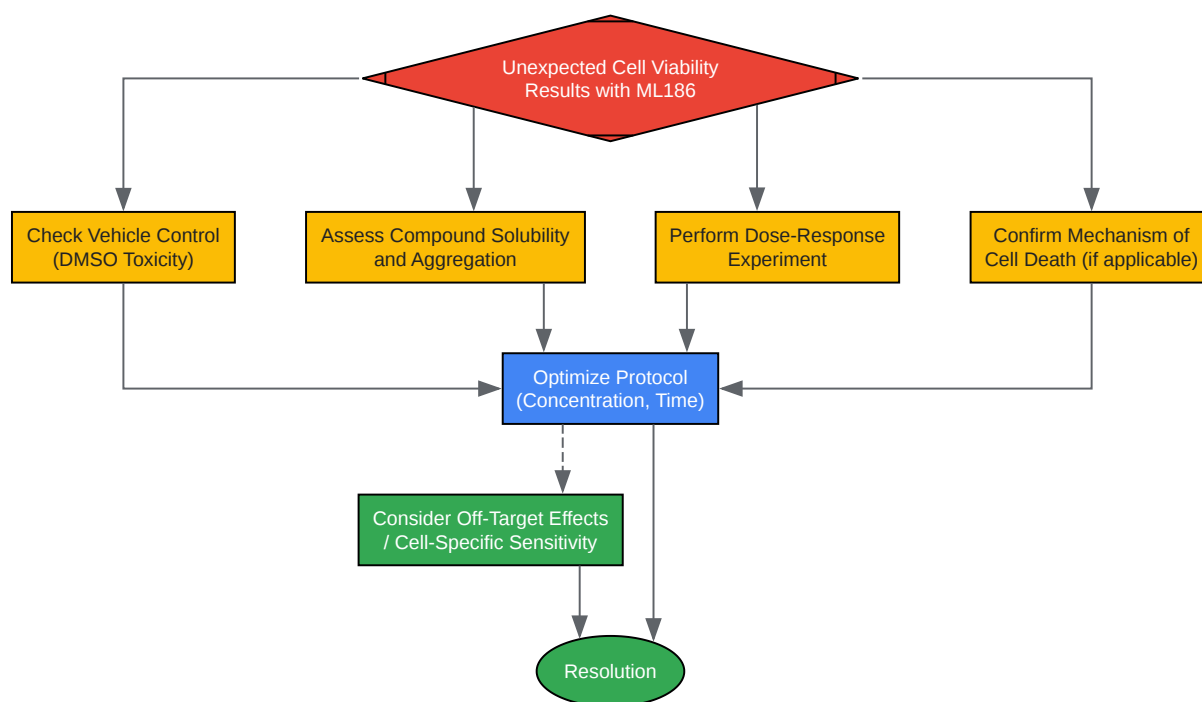 Unexpected Cell Viability
Results with ML186
Check Vehicle Control
(DMSO Toxicity)
Assess Compound Solubility
and Aggregation
Perform Dose-Response
Experiment
Confirm Mechanism of
Cell Death (if applicable)
Optimize Protocol
(Concentration, Time)
Consider Off-Target Effects
/ Cell-Specific Sensitivity
Resolution